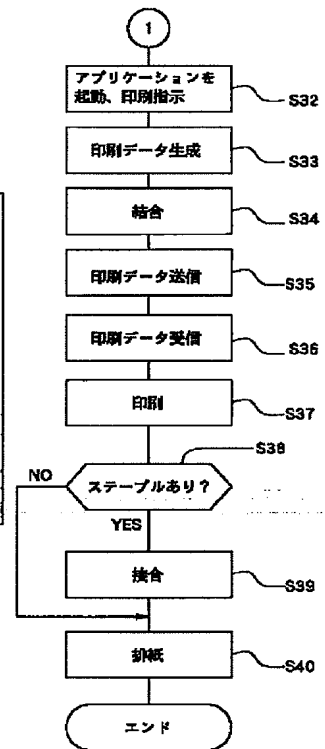 1
アプリケーションを
起動、印刷指示
S32
印刷データ生成
S33
結合
S34
印刷データ送信
S35
印刷データ受信
S36
印刷
S37
S38
ステープルあり?
NO
YES
接合
S39
排紙
S40
エンド